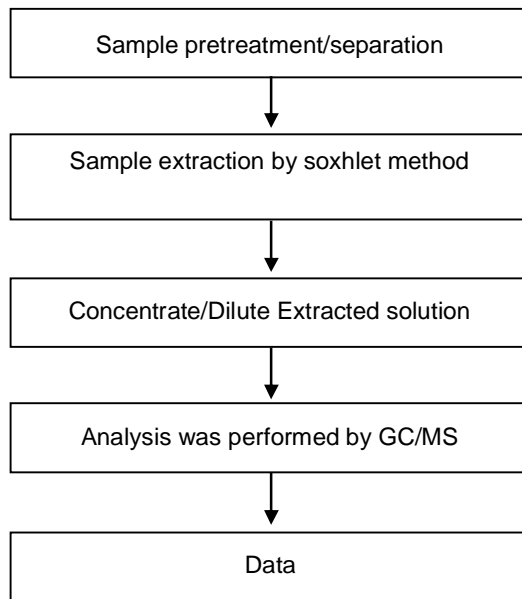 Sample pretreatment/separation
Sample extraction by soxhlet method
Concentrate/Dilute Extracted solution
Analysis was performed by GC/MS
Data